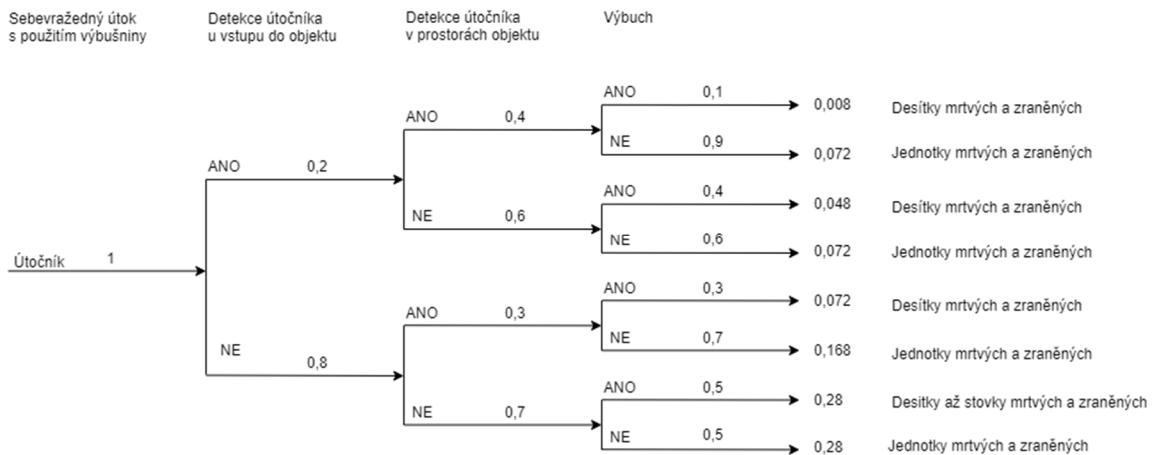 Sebevražedný útok
s použitím výbušniny
Detekce útočníka
u vstupu do objektu
Detekce útočníka
v prostorách objektu
Výbuch
ANO 0,1 0,008 Desítky mrtvých a zraněných
ANO 0,4
NE 0,9 0,072 Jednotky mrtvých a zraněných
ANO 0,2
ANO 0,4 0,048 Desítky mrtvých a zraněných
NE 0,6
NE 0,6 0,072 Jednotky mrtvých a zraněných
Útočník 1
ANO 0,3 0,072 Desítky mrtvých a zraněných
ANO 0,3
NE 0,7 0,168 Jednotky mrtvých a zraněných
NE 0,8
ANO 0,5 0,28 Desitky až stovky mrtvých a zraněných
NE 0,7
NE 0,5 0,28 Jednotky mrtvých a zraněných